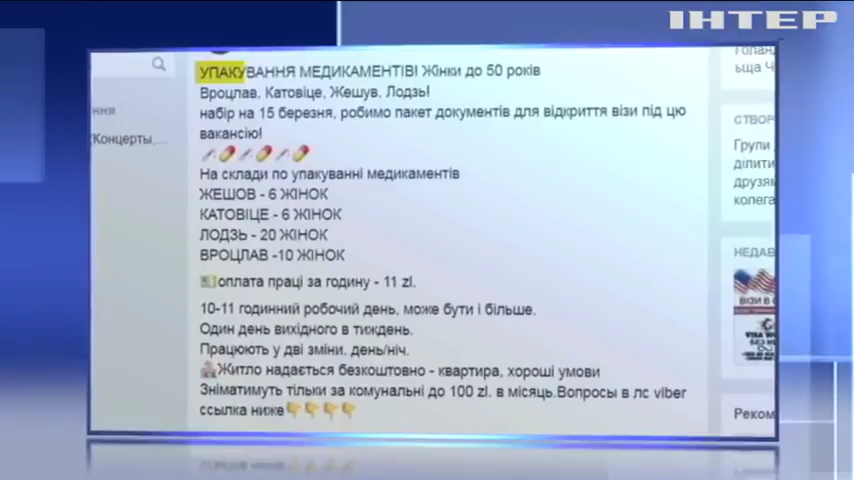 ІНТЕР
УПАКУВАННЯ МЕДИКАМЕНТІВ! Жінки до 50 років
Вроцлав, Катовіце, Жешув, Лодзь!
набір на 15 березня, робимо пакет документів для відкриття візи під цю
вакансію!
На склади по упакуванні медикаментів
ЖЕШОВ - 6 ЖІНОК
КАТОВІЦЕ - 6 ЖІНОК
ЛОДЗЬ - 20 ЖІНОК
ВРОЦЛАВ -10 ЖІНОК
оплата праці за годину - 11 zl.
10-11 годинний робочий день, може бути і більше.
Один день вихідного в тиждень.
Працюють у дві зміни. день/ніч.
Житло надається безкоштовно - квартира, хороші умови
Зніматимуть тільки за комунальні до 100 zl. в місяць.Вопросы в лс viber
ссылка ниже
ння
(Концерты,...
Голан
ьща Ч
СТВОР
Групи
ділити
друзям
колега
НЕДАВ
ВІЗИ В С
Реком